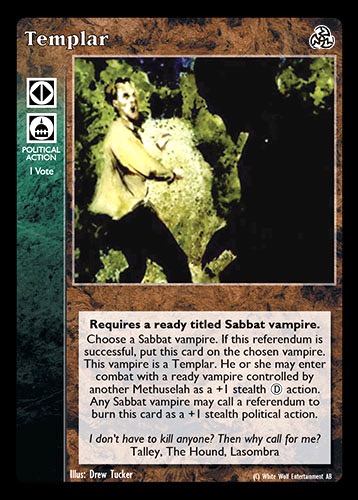 Templar
POLITICAL
ACTION
1 Vote
Requires a ready titled Sabbat vampire.
Choose a Sabbat vampire. If this referendum is
successful, put this card on the chosen vampire.
This vampire is a Templar. He or she may enter
combat with a ready vampire controlled by
another Methuselah as a +1 stealth Ⓓ action.
Any Sabbat vampire may call a referendum to
burn this card as a +1 stealth political action.
I don't have to kill anyone? Then why call for me?
Talley, The Hound, Lasombra
Illus: Drew Tucker
(C) White Wolf Entertainment AB